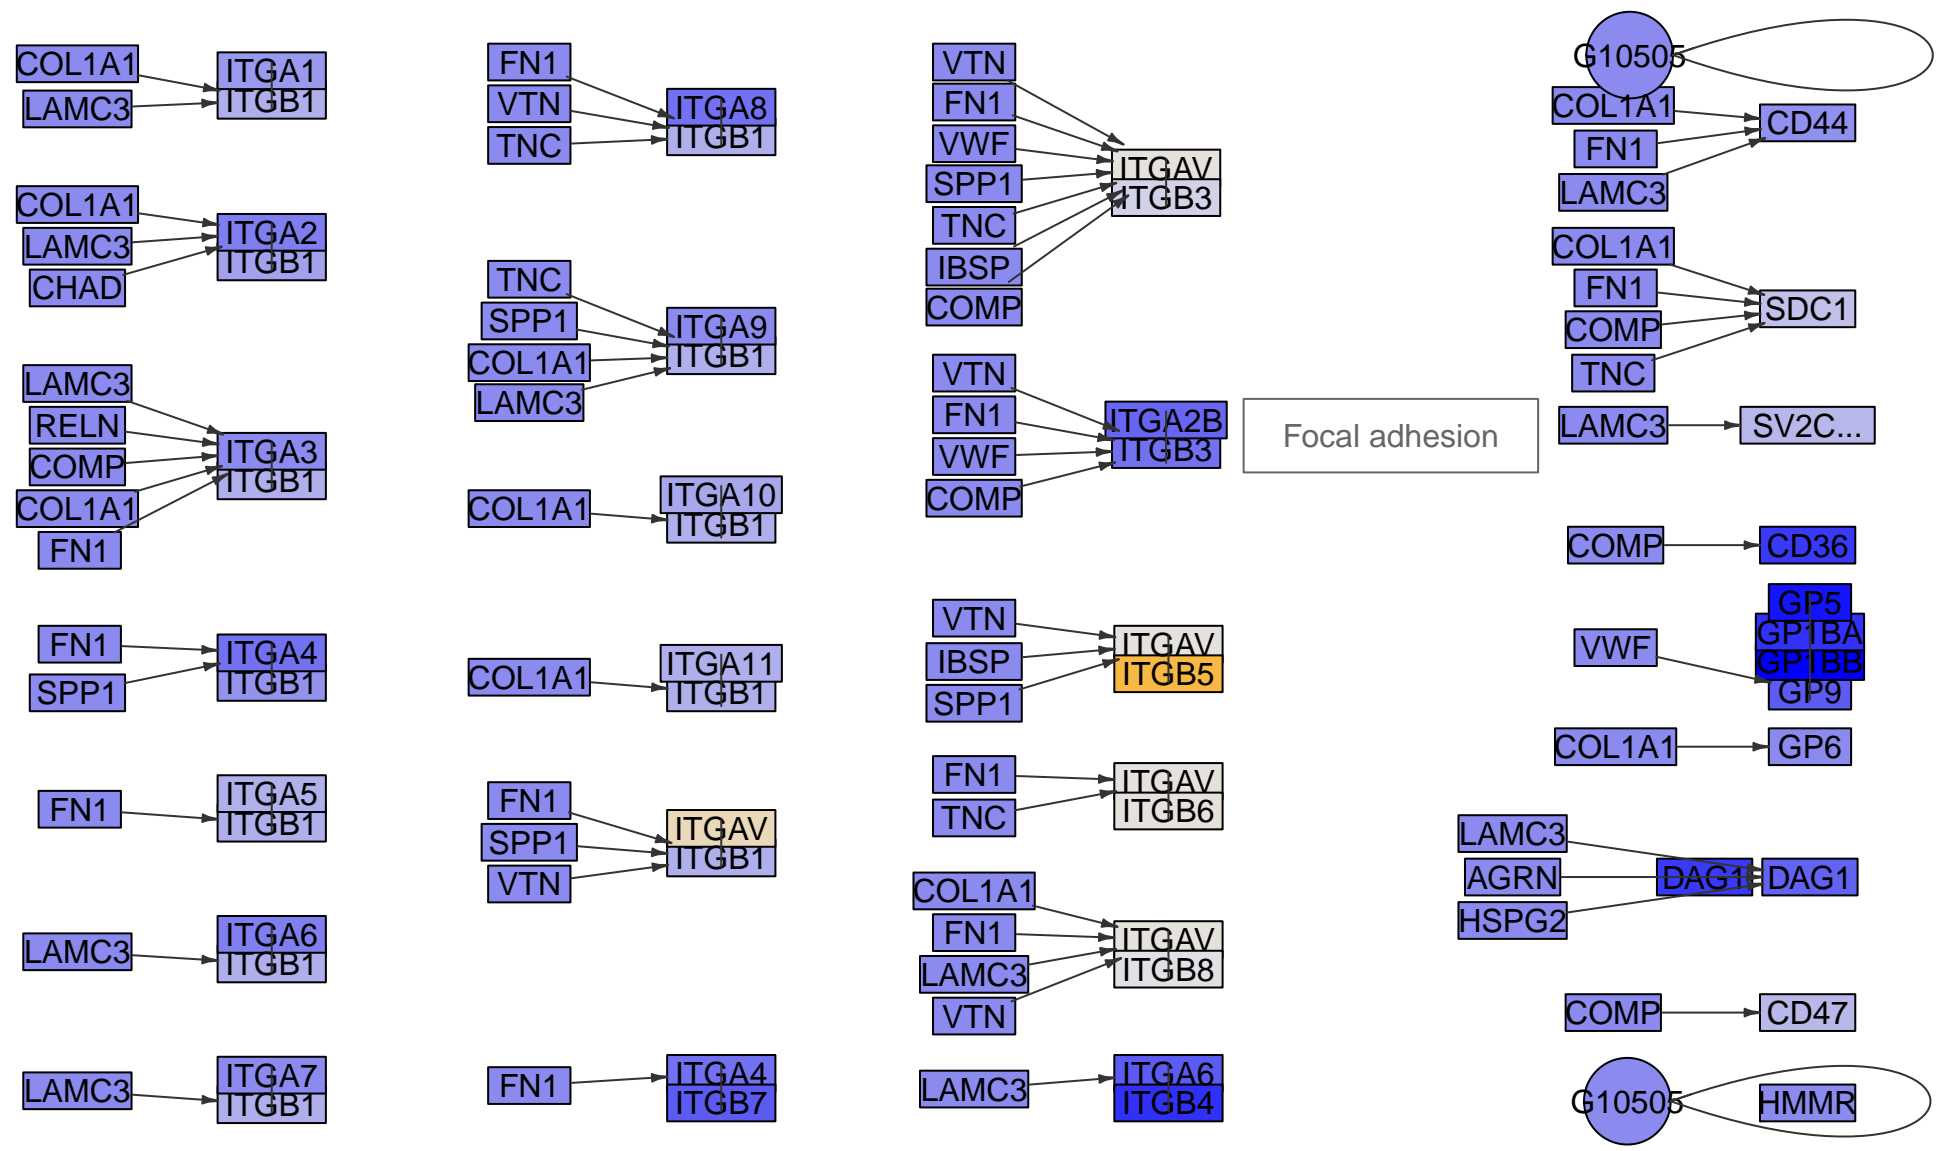 COL1A1
LAMC3
ITGA1
ITGB1
COL1A1
LAMC3
CHAD
ITGA2
ITGB1
LAMC3
RELN
COMP
COL1A1
FN1
ITGA3
ITGB1
FN1
SPP1
ITGA4
ITGB1
FN1
ITGA5
ITGB1
LAMC3
ITGA6
ITGB1
LAMC3
ITGA7
ITGB1
FN1
VTN
TNC
ITGA8
ITGB1
TNC
SPP1
COL1A1
LAMC3
ITGA9
ITGB1
COL1A1
ITGA10
ITGB1
COL1A1
ITGA11
ITGB1
FN1
SPP1
VTN
ITGAV
ITGB1
FN1
ITGA4
ITGB7
VTN
FN1
VWF
SPP1
TNC
IBSP
COMP
ITGAV
ITGB3
VTN
FN1
VWF
COMP
ITGA2B
ITGB3
Focal adhesion
VTN
IBSP
SPP1
ITGAV
ITGB5
FN1
TNC
ITGAV
ITGB6
COL1A1
FN1
LAMC3
VTN
ITGAV
ITGB8
LAMC3
ITGA6
ITGB4
G10505
COL1A1
FN1
LAMC3
CD44
COL1A1
FN1
COMP
TNC
SDC1
LAMC3
SV2C...
COMP
CD36
VWF
GP5
GP1BA
GP1BB
GP9
COL1A1
GP6
LAMC3
AGRN
HSPG2
DAG1
DAG1
COMP
CD47
G10505
HMMR